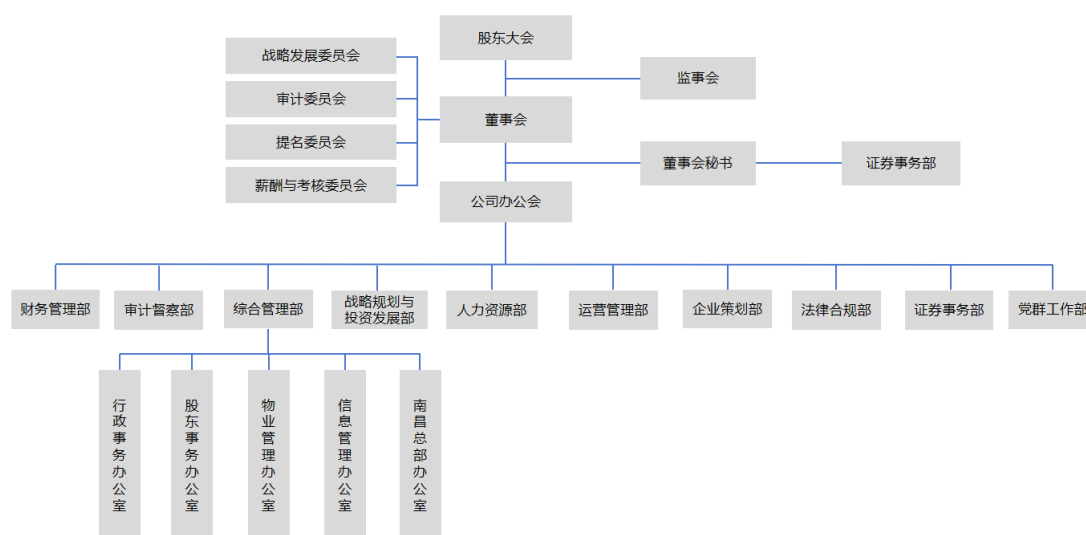 股东大会
战略发展委员会
监事会
审计委员会
董事会
提名委员会
董事会秘书
证券事务部
薪酬与考核委员会
公司办公会
财务管理部
审计督察部
综合管理部
战略规划与
投资发展部
人力资源部
运营管理部
企业策划部
法律合规部
证券事务部
党群工作部
行政事务办公室
股东事务办公室
物业管理办公室
信息管理办公室
南昌总部办公室